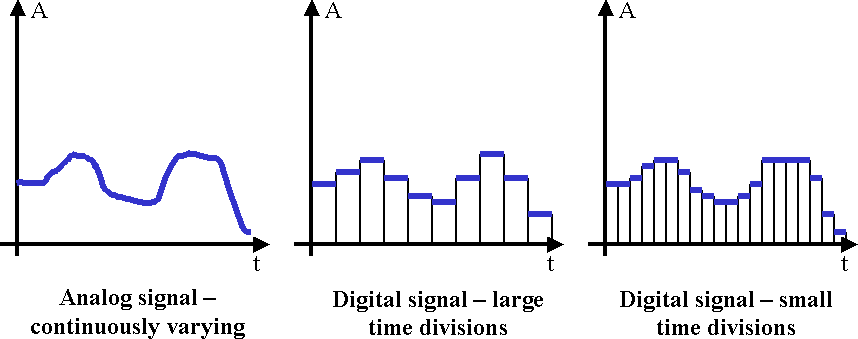 A
A
A
t
t
t
Analog signal –
continuously varying
Digital signal – large
time divisions
Digital signal – small
time divisions